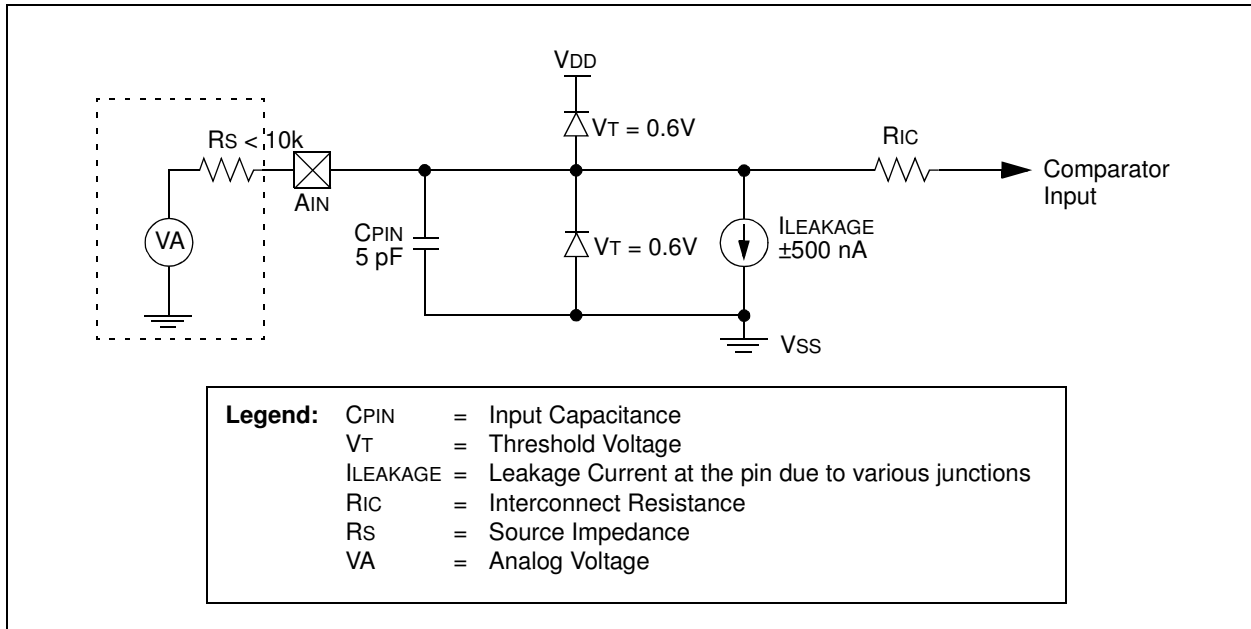 VDD
VT = 0.6V
RS < 10k
RIC
AIN
Comparator
Input
VA
CPIN
5 pF
VT = 0.6V
ILEAKAGE
±500 nA
VSS
Legend: CPIN = Input Capacitance
VT = Threshold Voltage
ILEAKAGE = Leakage Current at the pin due to various junctions
RIC = Interconnect Resistance
RS = Source Impedance
VA = Analog Voltage